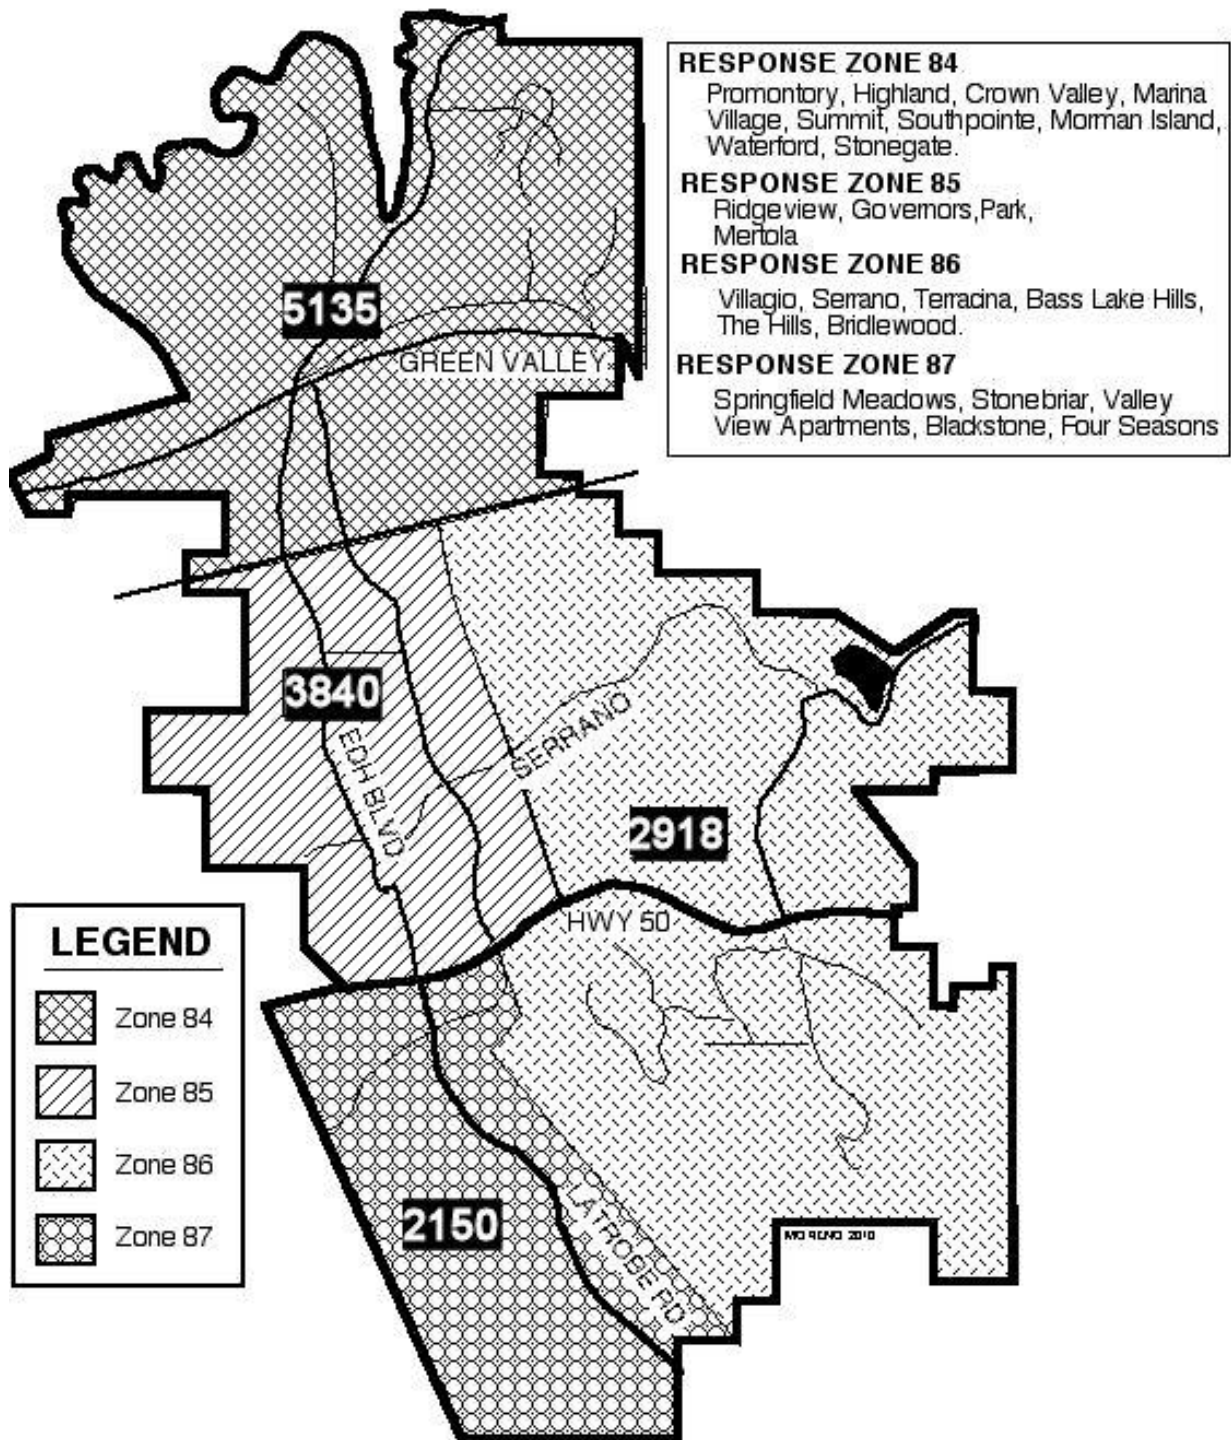 RESPONSE ZONE 84
Promontory, Highland, Crown Valley, Marina
Village, Summit, Southpointe, Morman Island,
Waterford, Stonegate.
RESPONSE ZONE 85
Ridgeview, Governors,Park,
Mertola
RESPONSE ZONE 86
Villagio, Serrano, Terracina, Bass Lake Hills,
The Hills, Bridlewood.
RESPONSE ZONE 87
Springfield Meadows, Stonebriar, Valley
View Apartments, Blackstone, Four Seasons
5135
GREEN VALLEY
3840
EDH BLVD
SERRANO
2918
HWY 50
LEGEND
Zone 84
Zone 85
Zone 86
Zone 87
2150
LATROBE RD
MORENO 2010